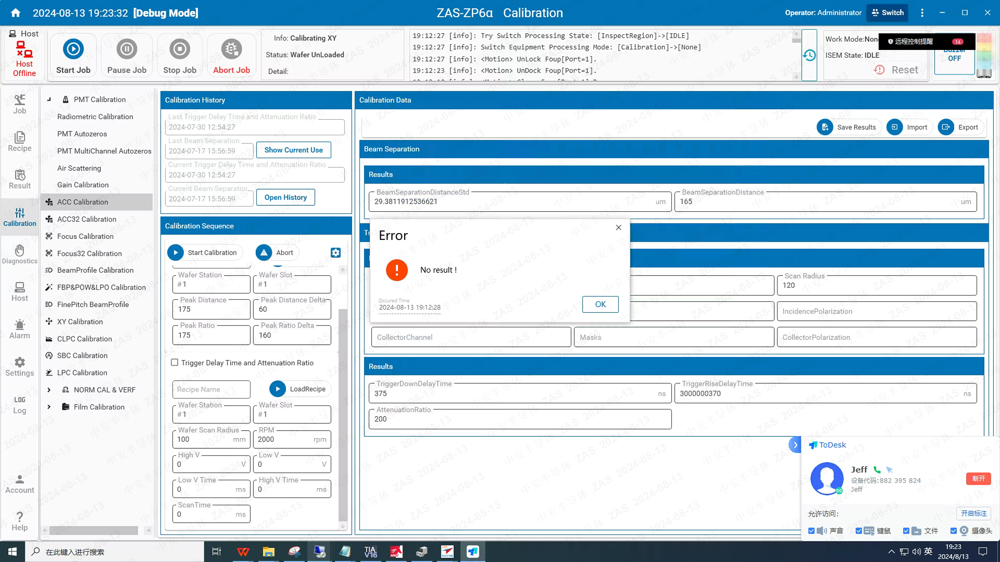 2024-08-13 19:23:32 [Debug Mode]
ZAS-ZP6α Calibration
Operator: Administrator
Switch
Host
Host
Offline
Start Job
Pause Job
Stop Job
Abort Job
Info: Calibrating XY
Status: Wafer UnLoaded
Detail:
19:12:27 [info]: Try Switch Processing State: [InspectRegion]->[IDLE]
19:12:27 [info]: Switch Equipment Processing Mode: [Calibration]->[None]
19:12:27 [info]: <Motion> UnLock Foup[Port=1].
19:12:23 [info]: <Motion> UnDock Foup[Port=1].
Work Mode:None
ISEM State: IDLE
Reset
远程控制提醒 14
Buzzer
OFF
Job
Recipe
Result
Calibration
Diagnostics
Host
Alarm
Settings
LOG
Log
Account
Help
PMT Calibration
Radiometric Calibration
PMT Autozeros
PMT MultiChannel Autozeros
Air Scattering
Gain Calibration
ACC Calibration
ACC32 Calibration
Focus Calibration
Focus32 Calibration
BeamProfile Calibration
FBP&POW&LPO Calibration
FinePitch BeamProfile
XY Calibration
CLPC Calibration
SBC Calibration
LPC Calibration
NORM CAL & VERF
Film Calibration
Calibration History
Last Trigger Delay Time and Attenuation Ratio
2024-07-30 12:54:27
Last Beam Separation
2024-07-17 15:56:59
Show Current Use
Current Trigger Delay Time and Attenuation Ratio
2024-07-30 12:54:27
Current Beam Separation
2024-07-17 15:56:59
Open History
Calibration Sequence
Start Calibration
Abort
Wafer Station
#1
Wafer Slot
#1
Peak Distance
175
Peak Distance Delta
60
Peak Ratio
175
Peak Ratio Delta
160
Trigger Delay Time and Attenuation Ratio
Recipe Name
LoadRecipe
Wafer Station
#1
Wafer Slot
#1
Wafer Scan Radius
100 mm
RPM
2000 rpm
High V
0 V
Low V
0 V
Low V Time
0 ms
High V Time
0 ms
ScanTime
0 ms
Calibration Data
Save Results
Import
Export
Beam Separation
Results
BeamSeparationDistanceStd
29.3811912536621 um
BeamSeparationDistance
165 um
Error
No result !
Occured Time
2024-08-13 19:12:28
OK
Scan Radius
120
IncidencePolarization
CollectorChannel
Masks
CollectorPolarization
Results
TriggerDownDelayTime
375 ns
TriggerRiseDelayTime
3000000370 ns
AttenuationRatio
200
ToDesk
Jeff
设备代码:882 395 824
Jeff
断开
允许访问:
开启标注
声音
键鼠
文件
摄像头
在此键入进行搜索
TIA
V16
英
19:23
2024/8/13
中安半导体 ZAS 2024-08-13